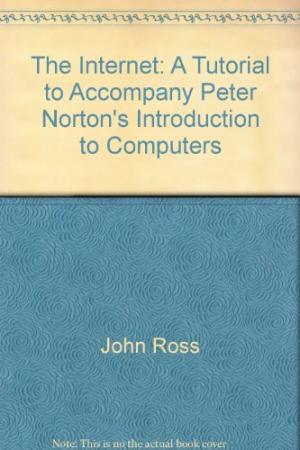 The Internet: A Tutorial
to Accompany Peter
Norton's Introduction
to Computers
John Ross
Note: This is no the actual book cover